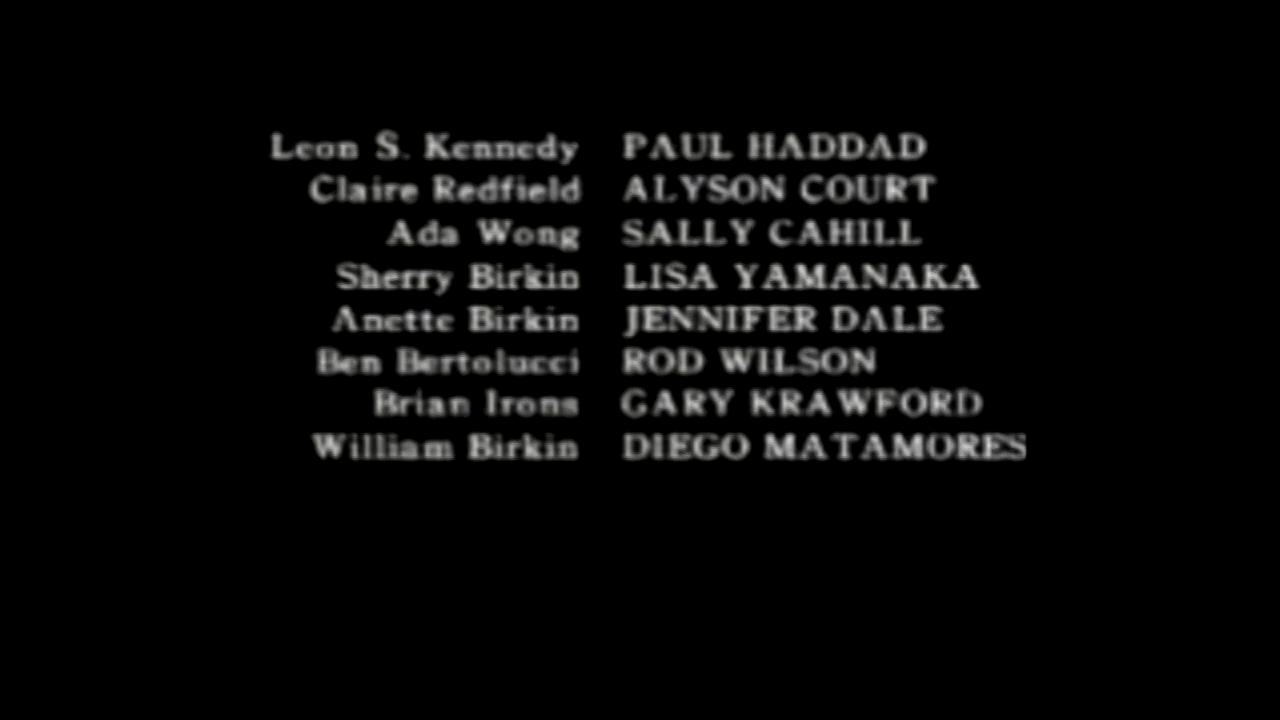 Leon S. Kennedy PAUL HADDAD
Claire Redfield ALYSON COURT
Ada Wong SALLY CAHILL
Sherry Birkin LISA YAMANAKA
Anette Birkin JENNIFER DALE
Ben Bertolucci ROD WILSON
Brian Irons GARY KRAWFORD
William Birkin DIEGO MATAMORES